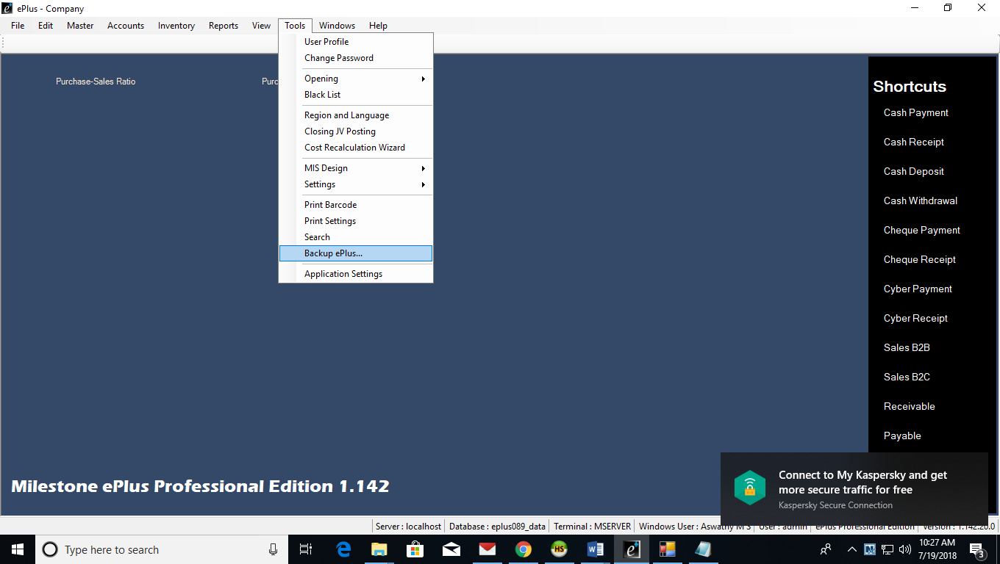 ePlus - Company
File Edit Master Accounts Inventory Reports View Tools Windows Help
User Profile
Change Password
Opening
Black List
Region and Language
Closing JV Posting
Cost Recalculation Wizard
MIS Design
Settings
Print Barcode
Print Settings
Search
Backup ePlus...
Application Settings
Purchase-Sales Ratio
Purc
Shortcuts
Cash Payment
Cash Receipt
Cash Deposit
Cash Withdrawal
Cheque Payment
Cheque Receipt
Cyber Payment
Cyber Receipt
Sales B2B
Sales B2C
Receivable
Payable
Milestone ePlus Professional Edition 1.142
Connect to My Kaspersky and get
more secure traffic for free
Kaspersky Secure Connection
Server : localhost Database : eplus089_data Terminal : MSERVER Windows User : Aswathy M S User : admin ePlus Professional Edition Version : 1.142.20.0
Type here to search
HS
10:27 AM
7/19/2018
3